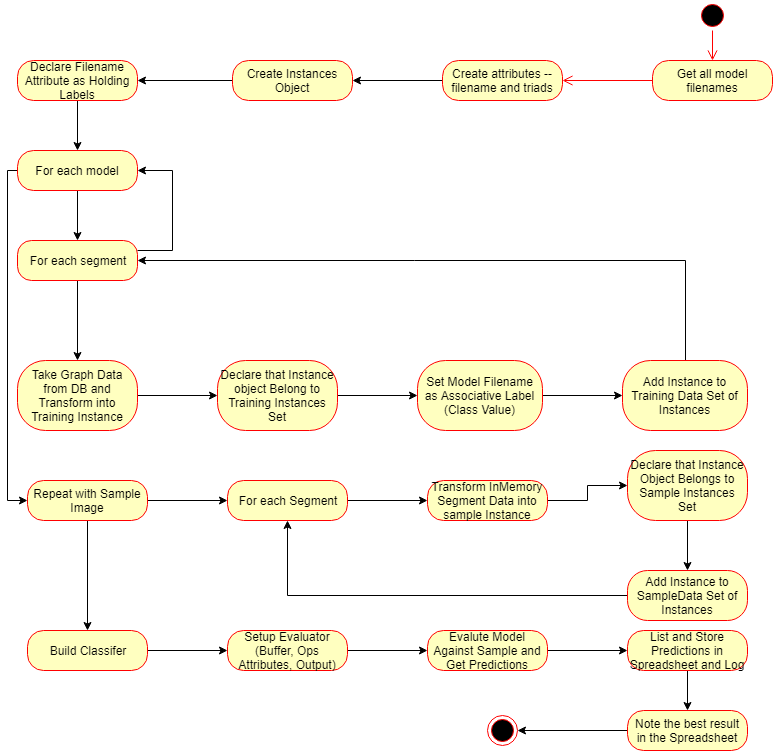 Get all model
filenames
Create attributes --
filename and triads
Create Instances
Object
Declare Filename
Attribute as Holding
Labels
For each model
For each segment
Take Graph Data
from DB and
Transform into
Training Instance
Declare that Instance
object Belong to
Training Instances
Set
Set Model Filename
as Associative Label
(Class Value)
Add Instance to
Training Data Set of
Instances
Repeat with Sample
Image
For each Segment
Transform InMemory
Segment Data into
sample Instance
Declare that Instance
Object Belongs to
Sample Instances
Set
Add Instance to
SampleData Set of
Instances
Build Classifer
Setup Evaluator
(Buffer, Ops
Attributes, Output)
Evalute Model
Against Sample and
Get Predictions
List and Store
Predictions in
Spreadsheet and Log
Note the best result
in the Spreadsheet